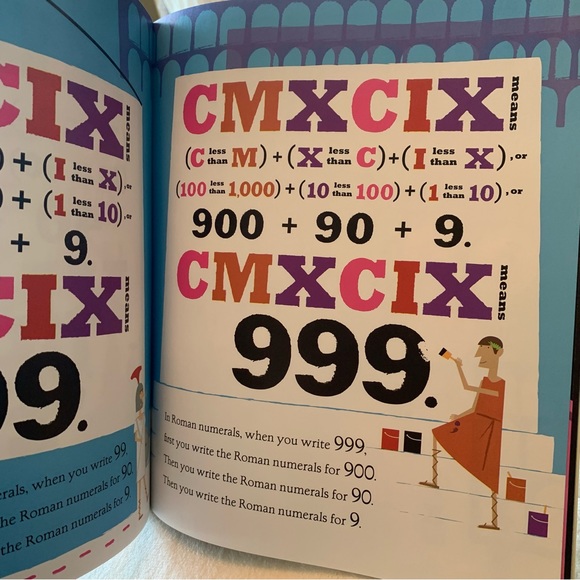 CIX means
+ (I less than X), or
+ (1 less than 10), or
+ 9.
CIX means
99.
erals, when you write 99,
he Roman numerals for 90.
the Roman numerals for 9.
CMXCIX means
(C less than M) + (X less than C) + (I less than X), or
(100 less than 1,000) + (10 less than 100) + (1 less than 10), or
900 + 90 + 9.
CMXCIX means
999.
In Roman numerals, when you write 999,
first you write the Roman numerals for 900.
Then you write the Roman numerals for 90.
Then you write the Roman numerals for 9.